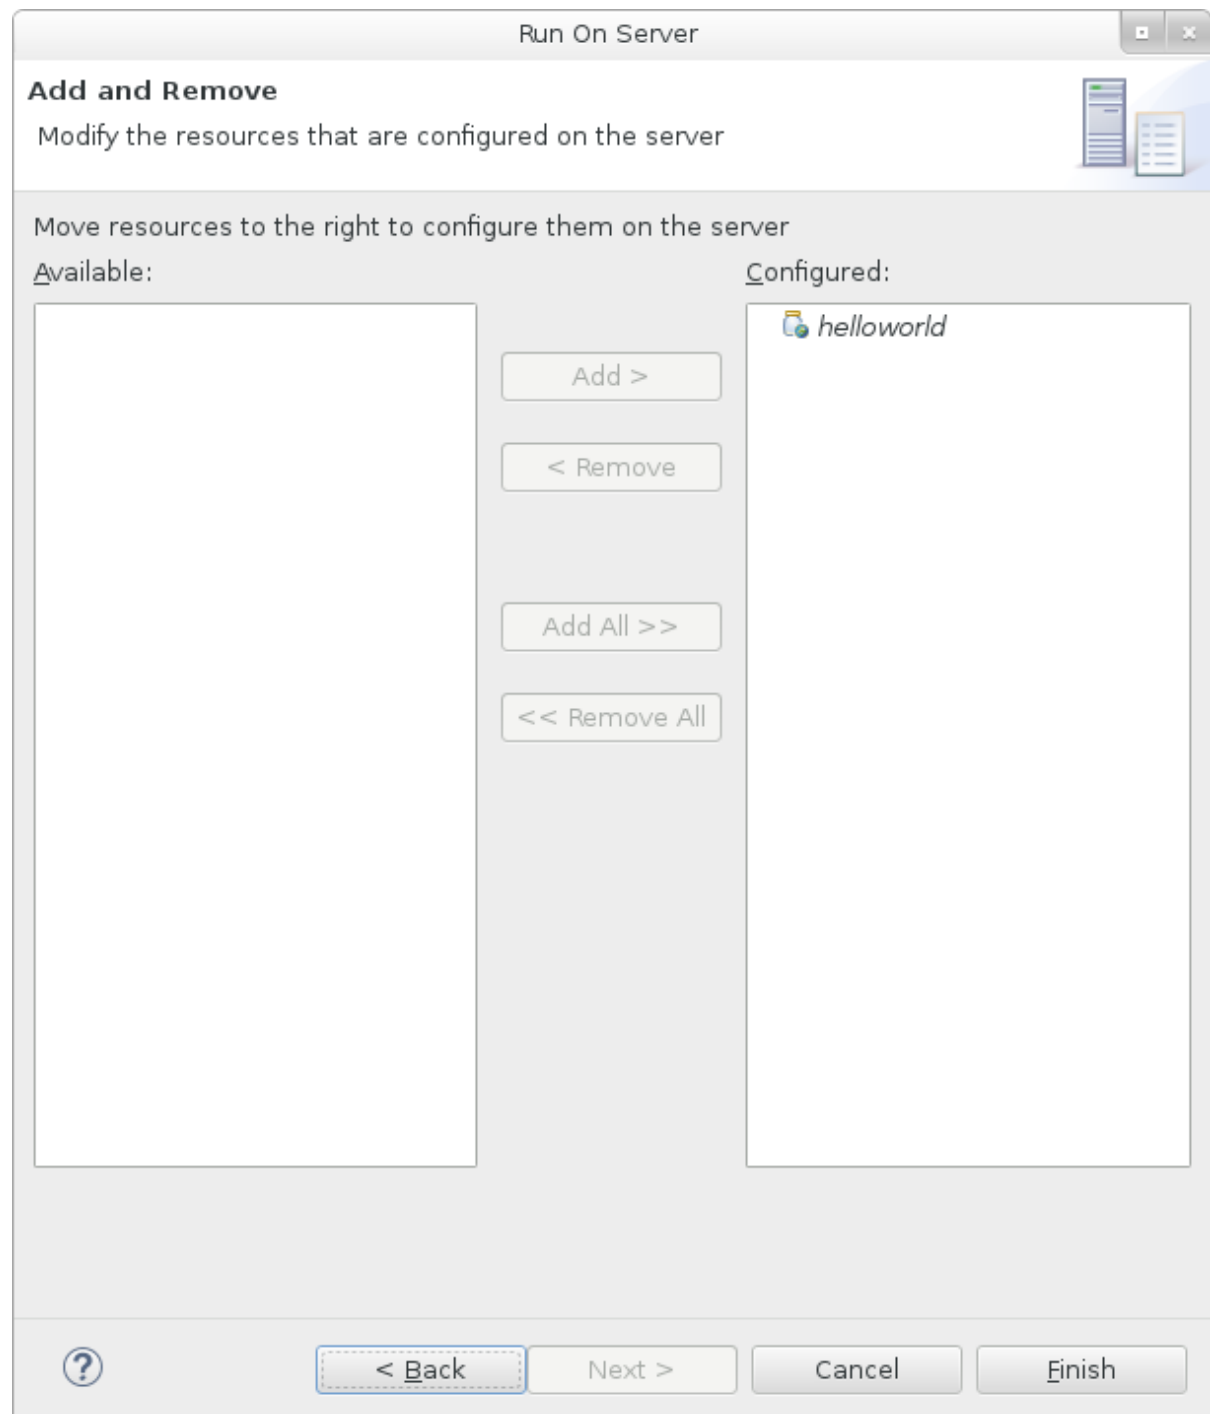 Run On Server
Add and Remove
Modify the resources that are configured on the server
Move resources to the right to configure them on the server
Available:
Configured:
helloworld
Add >
< Remove
Add All >>
<< Remove All
?
< Back
Next >
Cancel
Finish